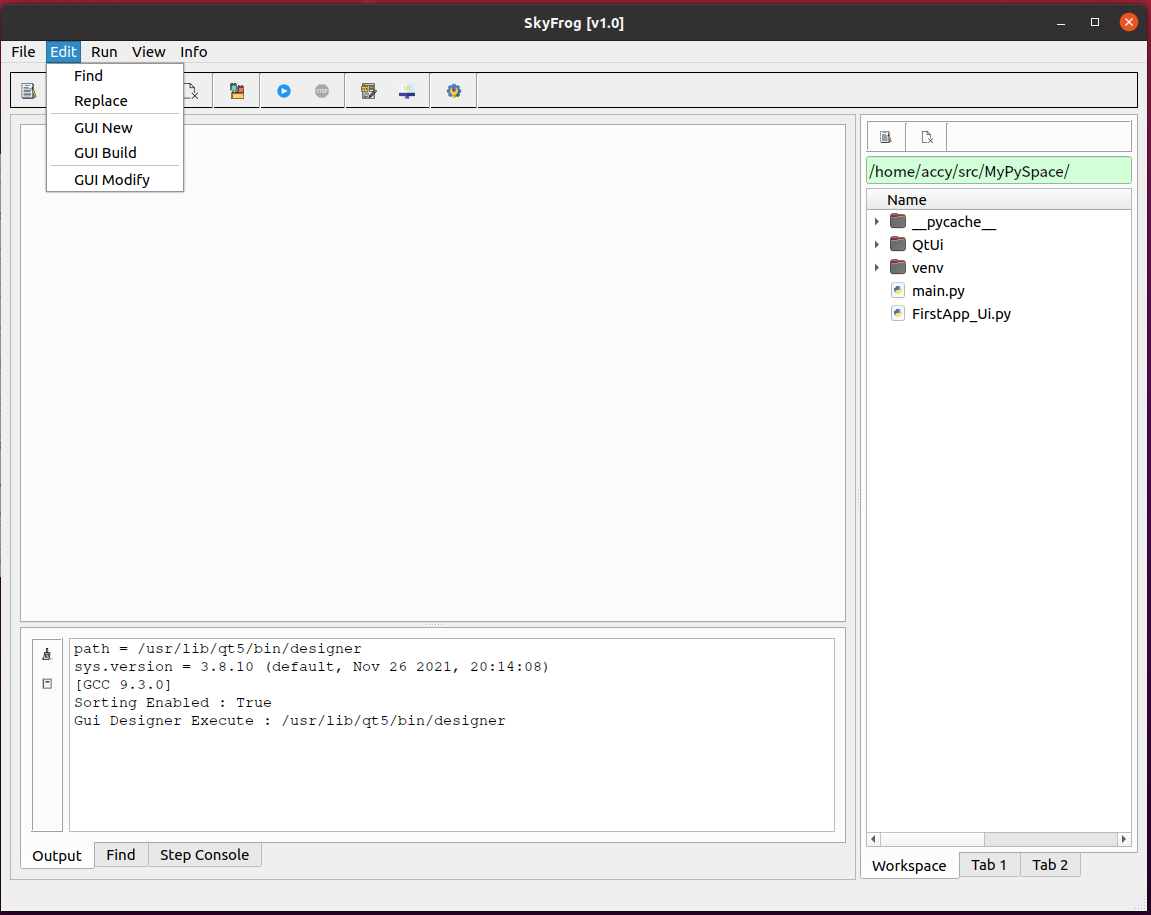 SkyFrog [v1.0]
File Edit Run View Info
Find
Replace
GUI New
GUI Build
GUI Modify
/home/accy/src/MyPySpace/
Name
__pycache__
QtUi
venv
main.py
FirstApp_Ui.py
path = /usr/lib/qt5/bin/designer
sys.version = 3.8.10 (default, Nov 26 2021, 20:14:08)
[GCC 9.3.0]
Sorting Enabled : True
Gui Designer Execute : /usr/lib/qt5/bin/designer
Output Find Step Console
Workspace Tab 1 Tab 2